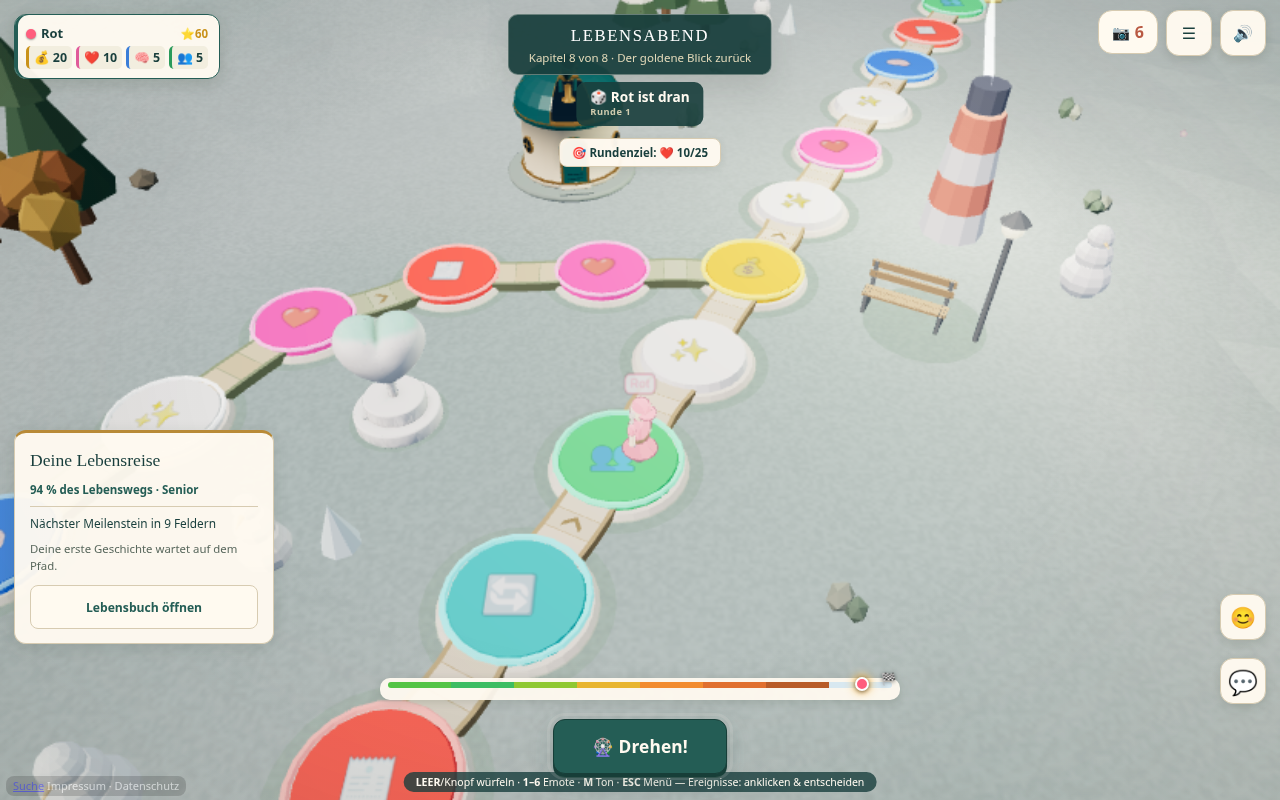 Rot
⭐60
💰 20 ❤️ 10 🧠 5 👥 5
LEBENSABEND
Kapitel 8 von 8 · Der goldene Blick zurück
🎲 Rot ist dran
Runde 1
🎯 Rundenziel: ❤️ 10/25
📷 6
☰
Rot
Deine Lebensreise
94 % des Lebenswegs · Senior
Nächster Meilenstein in 9 Feldern
Deine erste Geschichte wartet auf dem
Pfad.
Lebensbuch öffnen
🎡 Drehen!
LEER/Knopf würfeln · 1–6 Emote · M Ton · ESC Menü — Ereignisse: anklicken & entscheiden
Suche Impressum · Datenschutz